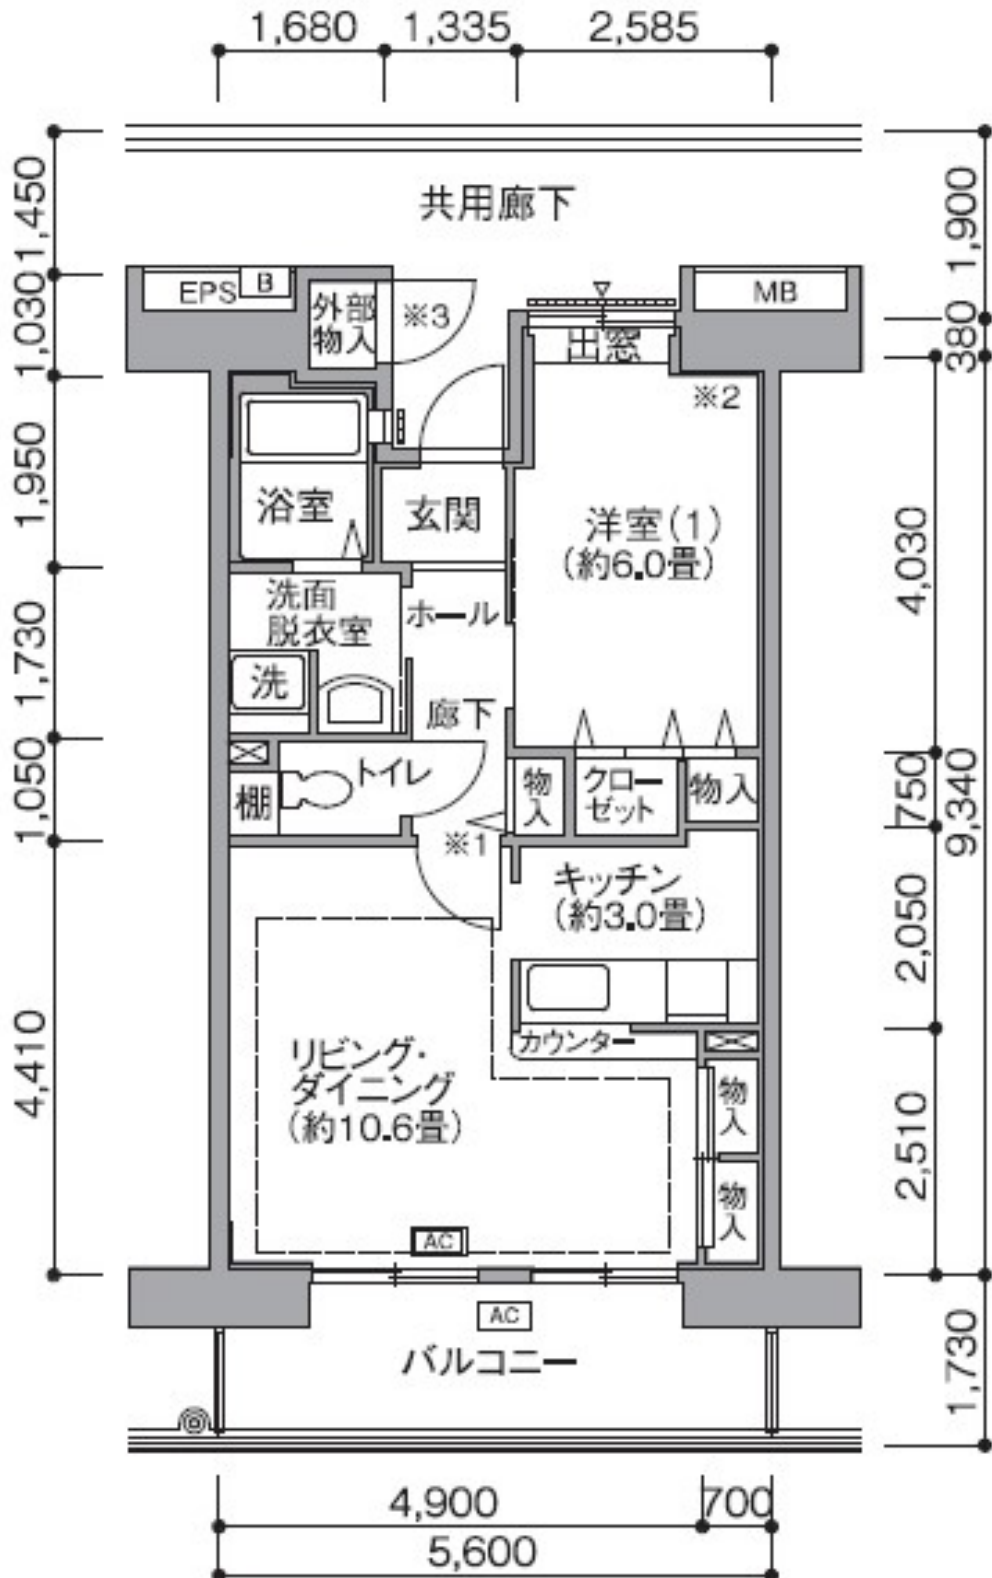 1,680
1,335
2,585
1,450
1,030
1,950
1,730
1,050
4,410
1,900
380
4,030
750
9,340
2,050
2,510
1,730
共用廊下
EPS
B
外部
物入
※3
出窓
MB
※2
浴室
玄関
洋室(1)
(約6.0畳)
洗面
脱衣室
ホール
洗
廊下
トイレ
棚
物
入
クロー
ゼット
物入
※1
キッチン
(約3.0畳)
カウンター
リビング・
ダイニング
(約10.6畳)
物
入
物
入
AC
AC
バルコニー
4,900
700
5,600